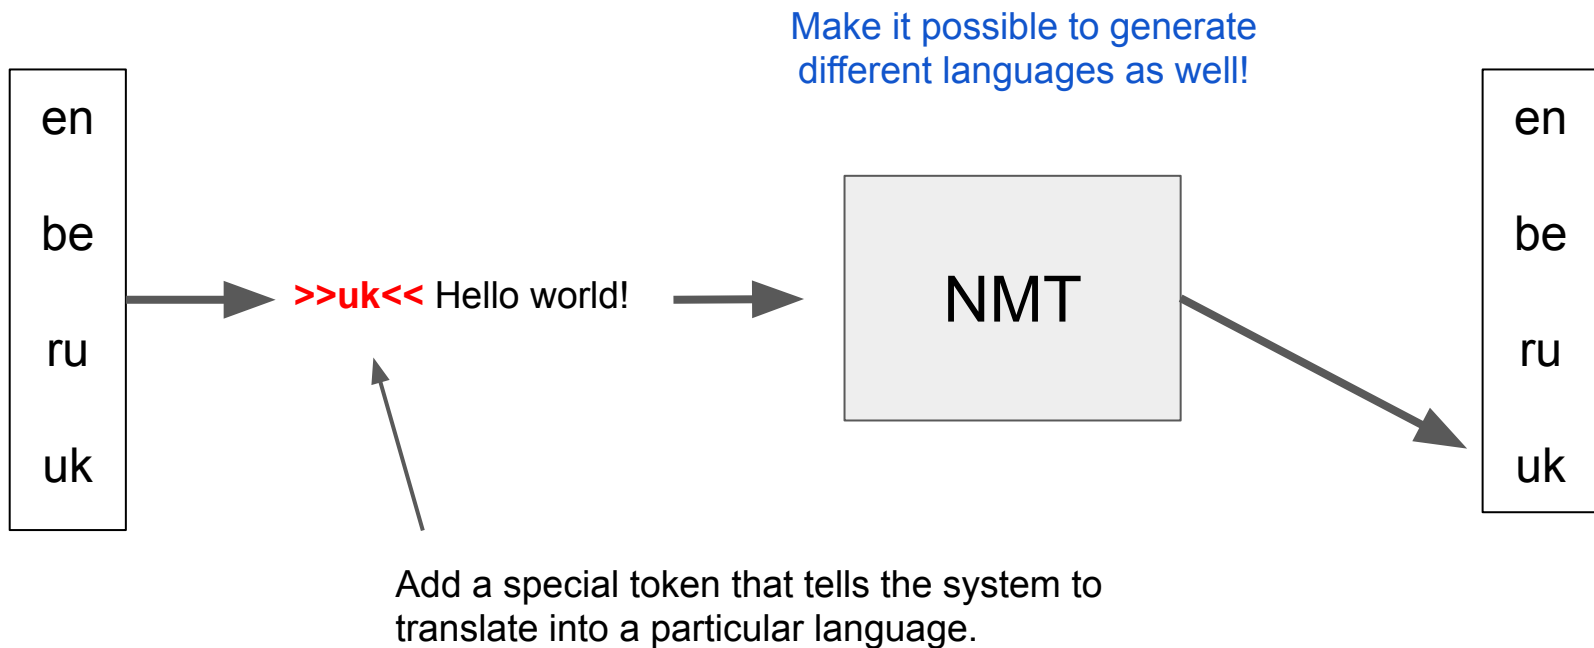 Make it possible to generate
different languages as well!
en
be
ru
uk
>>uk<< Hello world!
NMT
en
be
ru
uk
Add a special token that tells the system to
translate into a particular language.